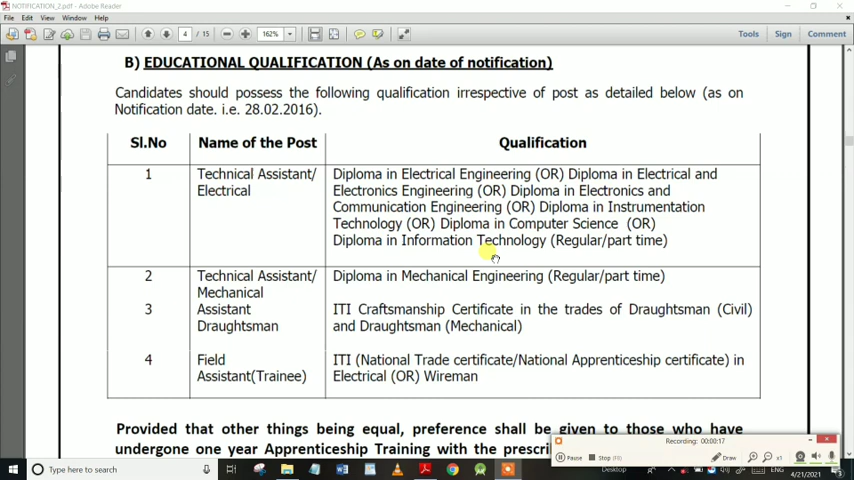 NOTIFICATION_2.pdf - Adobe Reader
File Edit View Window Help
4 / 15 162% Tools Sign Comment
B) EDUCATIONAL QUALIFICATION (As on date of notification)
Candidates should possess the following qualification irrespective of post as detailed below (as on
Notification date. i.e. 28.02.2016).
Sl.No Name of the Post Qualification
1 Technical Assistant/ Diploma in Electrical Engineering (OR) Diploma in Electrical and
Electrical Electronics Engineering (OR) Diploma in Electronics and
Communication Engineering (OR) Diploma in Instrumentation
Technology (OR) Diploma in Computer Science (OR)
Diploma in Information Technology (Regular/part time)
2 Technical Assistant/ Diploma in Mechanical Engineering (Regular/part time)
Mechanical
3 Assistant ITI Craftsmanship Certificate in the trades of Draughtsman (Civil)
Draughtsman and Draughtsman (Mechanical)
4 Field ITI (National Trade certificate/National Apprenticeship certificate) in
Assistant(Trainee) Electrical (OR) Wireman
Provided that other things being equal, preference shall be given to those who have
undergone one year Apprenticeship Training with the prescri
Recording: 00:00:17
Pause Stop (F8) Draw x1
Type here to search Desktop ENG
4/21/2021